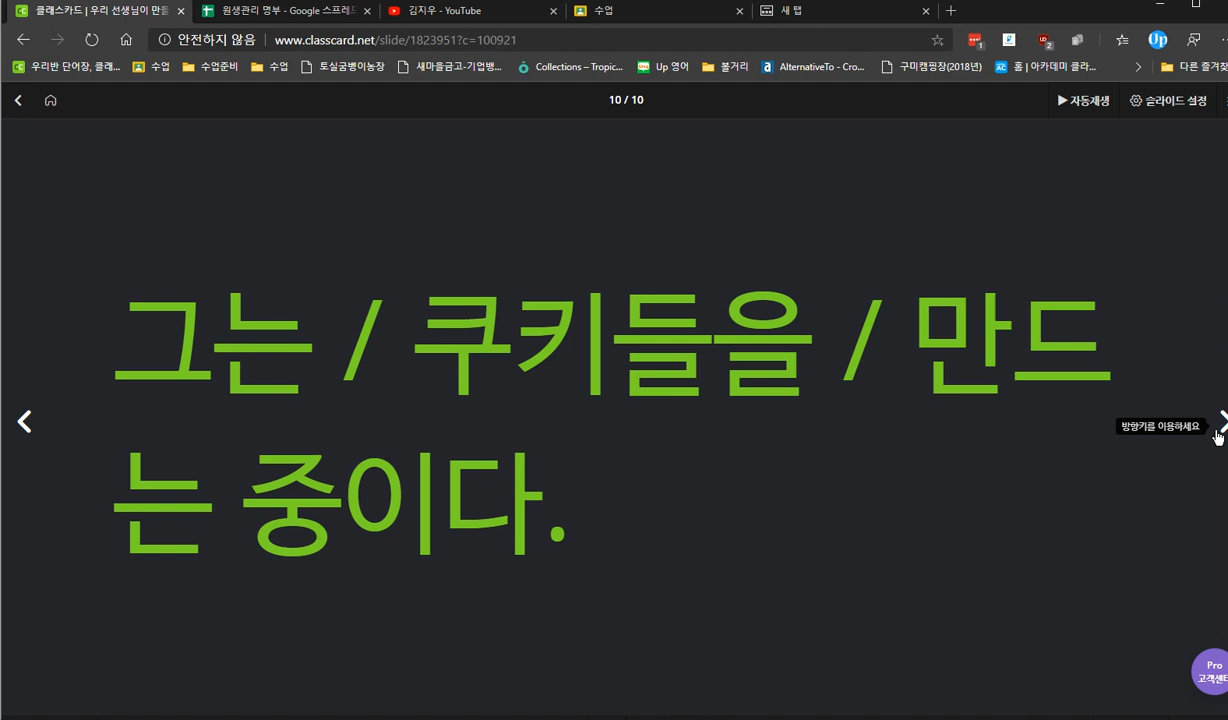 클래스카드 | 우리 선생님이 만들
원생관리 명부 - Google 스프레드
김지우 - YouTube
수업
새 탭
안전하지 않음 | www.classcard.net/slide/1823951?c=100921
우리반 단어장, 클래... 수업 수업준비 수업 토실굼벵이농장 새마을금고-기업뱅... Collections – Tropic... Up 영어 볼거리 AlternativeTo - Cro... 구미캠핑장(2018년) 홈 | 아카데미 클라... 다른 즐겨찾
10 / 10
자동재생 슬라이드 설정
그는 / 쿠키들을 / 만드
는 중이다.
방향키를 이용하세요
Pro
고객센터